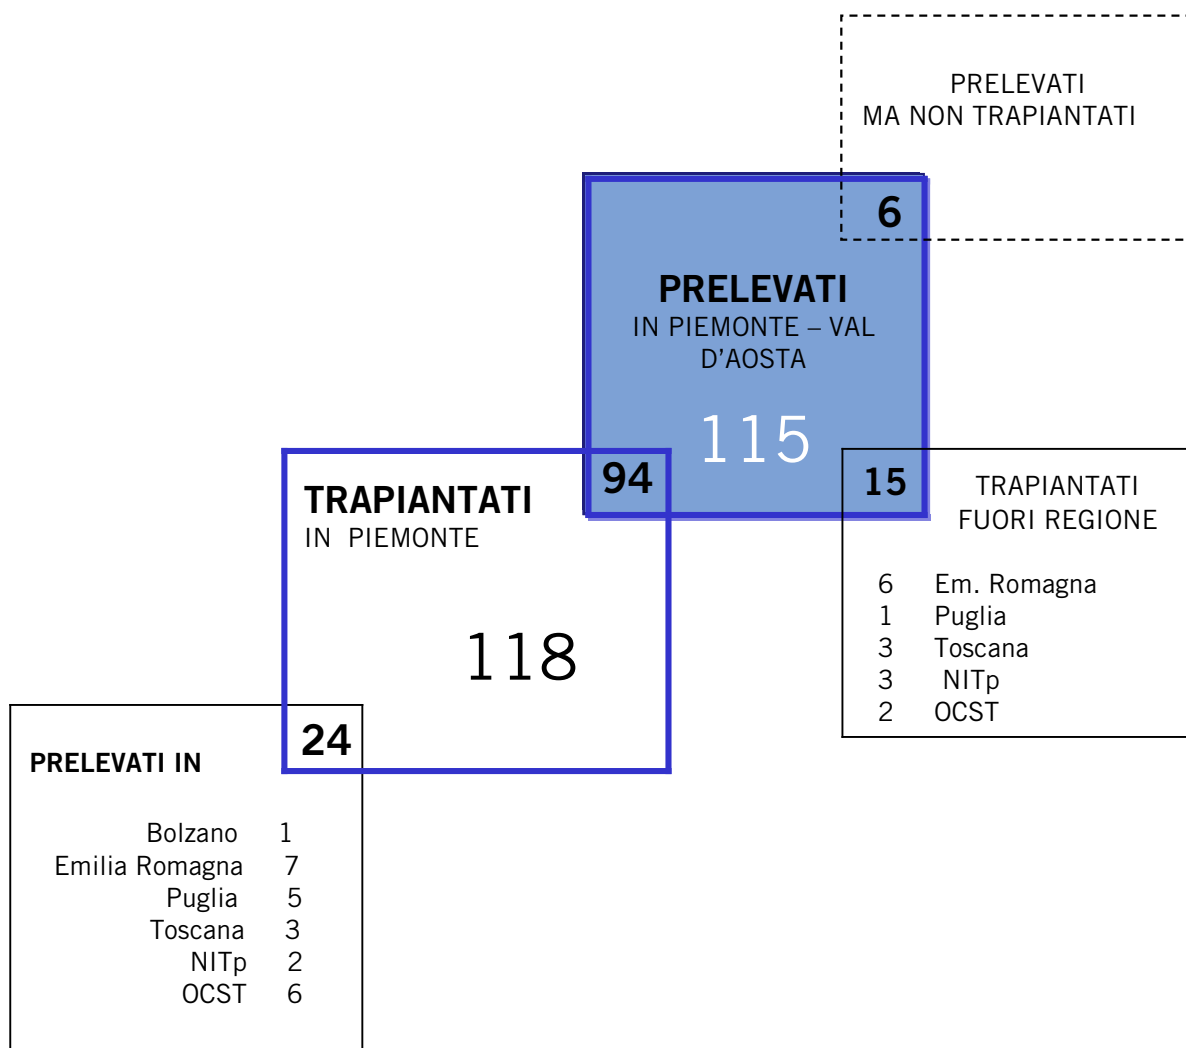 PRELEVATI
MA NON TRAPIANTATI
6
PRELEVATI
IN PIEMONTE – VAL
D'AOSTA
115
94
15
TRAPIANTATI
FUORI REGIONE
6 Em. Romagna
1 Puglia
3 Toscana
3 NITp
2 OCST
TRAPIANTATI
IN PIEMONTE
118
24
PRELEVATI IN
Bolzano 1
Emilia Romagna 7
Puglia 5
Toscana 3
NITp 2
OCST 6